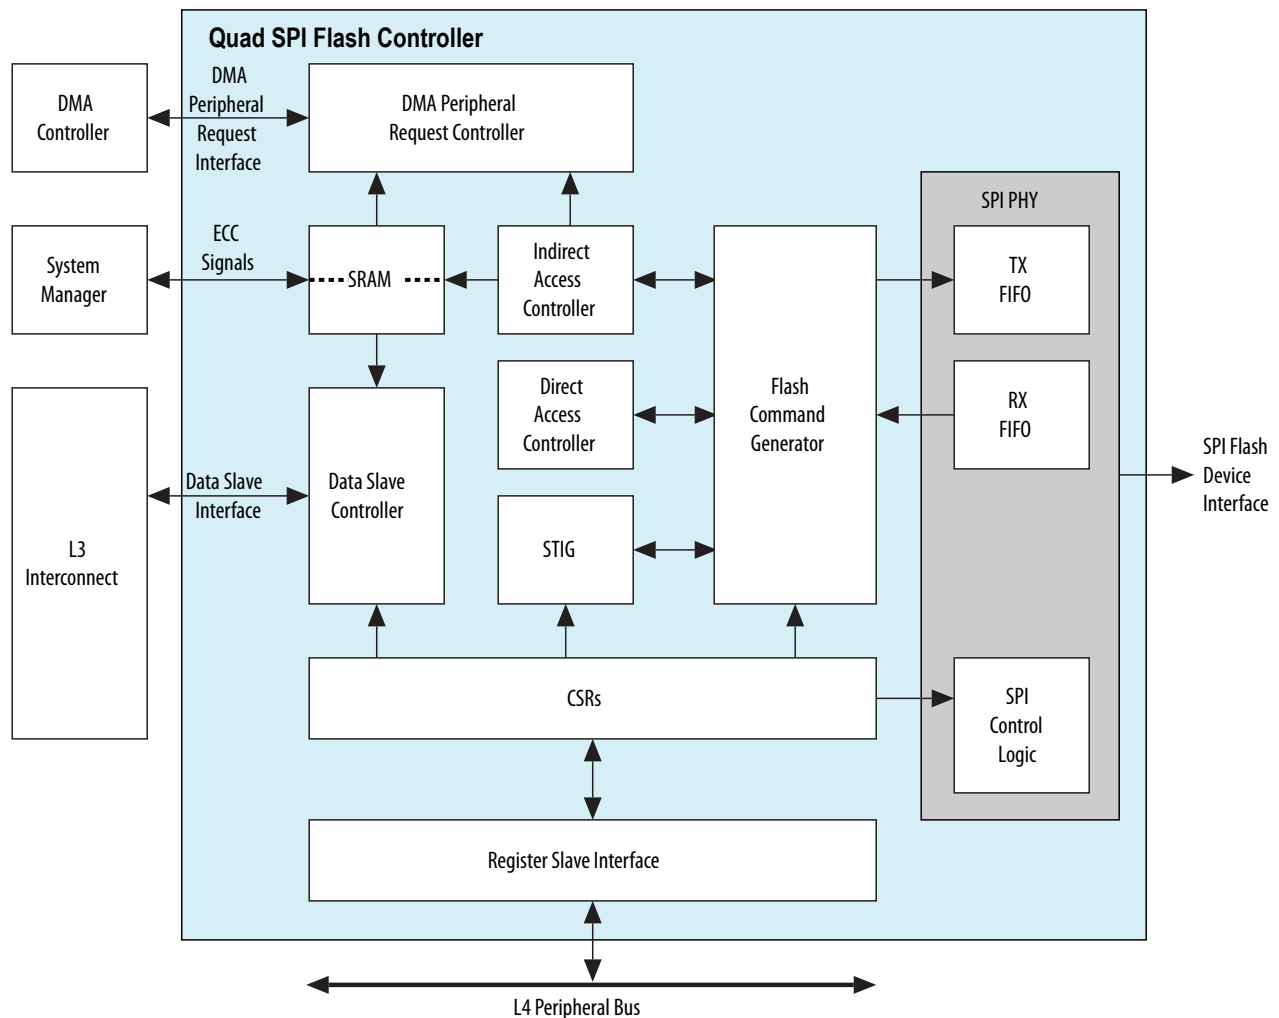 Quad SPI Flash Controller
DMA
Controller
DMA
Peripheral
Request
Interface
DMA Peripheral
Request Controller
System
Manager
ECC
Signals
SRAM
Indirect
Access
Controller
SPI PHY
TX
FIFO
L3
Interconnect
Data Slave
Interface
Data Slave
Controller
Direct
Access
Controller
Flash
Command
Generator
RX
FIFO
SPI Flash
Device
Interface
STIG
CSRs
SPI
Control
Logic
Register Slave Interface
L4 Peripheral Bus